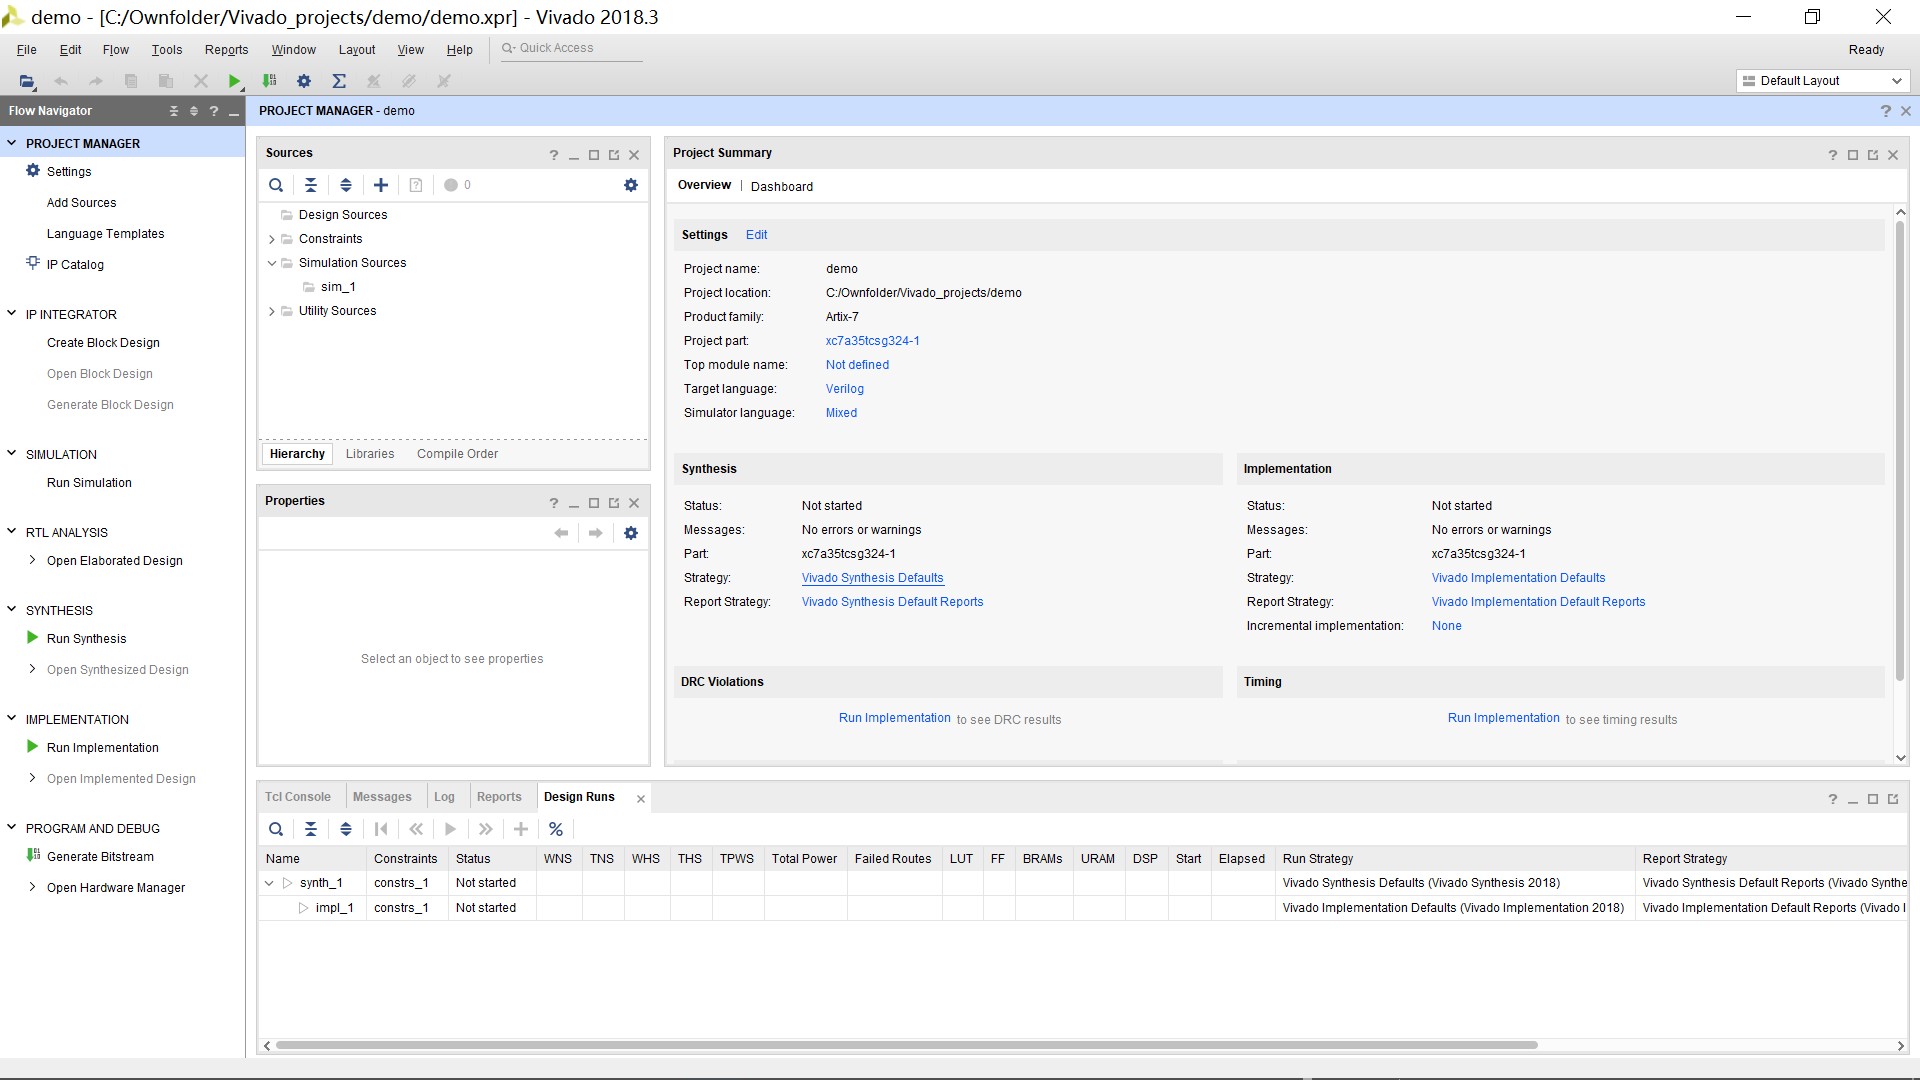 demo - [C:/Ownfolder/Vivado_projects/demo/demo.xpr] - Vivado 2018.3
File Edit Flow Tools Reports Window Layout View Help Quick Access Ready
Default Layout
Flow Navigator
PROJECT MANAGER
Settings
Add Sources
Language Templates
IP Catalog
IP INTEGRATOR
Create Block Design
Open Block Design
Generate Block Design
SIMULATION
Run Simulation
RTL ANALYSIS
Open Elaborated Design
SYNTHESIS
Run Synthesis
Open Synthesized Design
IMPLEMENTATION
Run Implementation
Open Implemented Design
PROGRAM AND DEBUG
Generate Bitstream
Open Hardware Manager
PROJECT MANAGER - demo
Sources
0
Design Sources
Constraints
Simulation Sources
sim_1
Utility Sources
Hierarchy Libraries Compile Order
Properties
Select an object to see properties
Project Summary
Overview | Dashboard
Settings Edit
Project name: demo
Project location: C:/Ownfolder/Vivado_projects/demo
Product family: Artix-7
Project part: xc7a35tcsg324-1
Top module name: Not defined
Target language: Verilog
Simulator language: Mixed
Synthesis
Status: Not started
Messages: No errors or warnings
Part: xc7a35tcsg324-1
Strategy: Vivado Synthesis Defaults
Report Strategy: Vivado Synthesis Default Reports
Implementation
Status: Not started
Messages: No errors or warnings
Part: xc7a35tcsg324-1
Strategy: Vivado Implementation Defaults
Report Strategy: Vivado Implementation Default Reports
Incremental implementation: None
DRC Violations
Run Implementation to see DRC results
Timing
Run Implementation to see timing results
Tcl Console Messages Log Reports Design Runs
Name Constraints Status WNS TNS WHS THS TPWS Total Power Failed Routes LUT FF BRAMs URAM DSP Start Elapsed Run Strategy Report Strategy
synth_1 constrs_1 Not started Vivado Synthesis Defaults (Vivado Synthesis 2018) Vivado Synthesis Default Reports (Vivado Synthe
impl_1 constrs_1 Not started Vivado Implementation Defaults (Vivado Implementation 2018) Vivado Implementation Default Reports (Vivado I